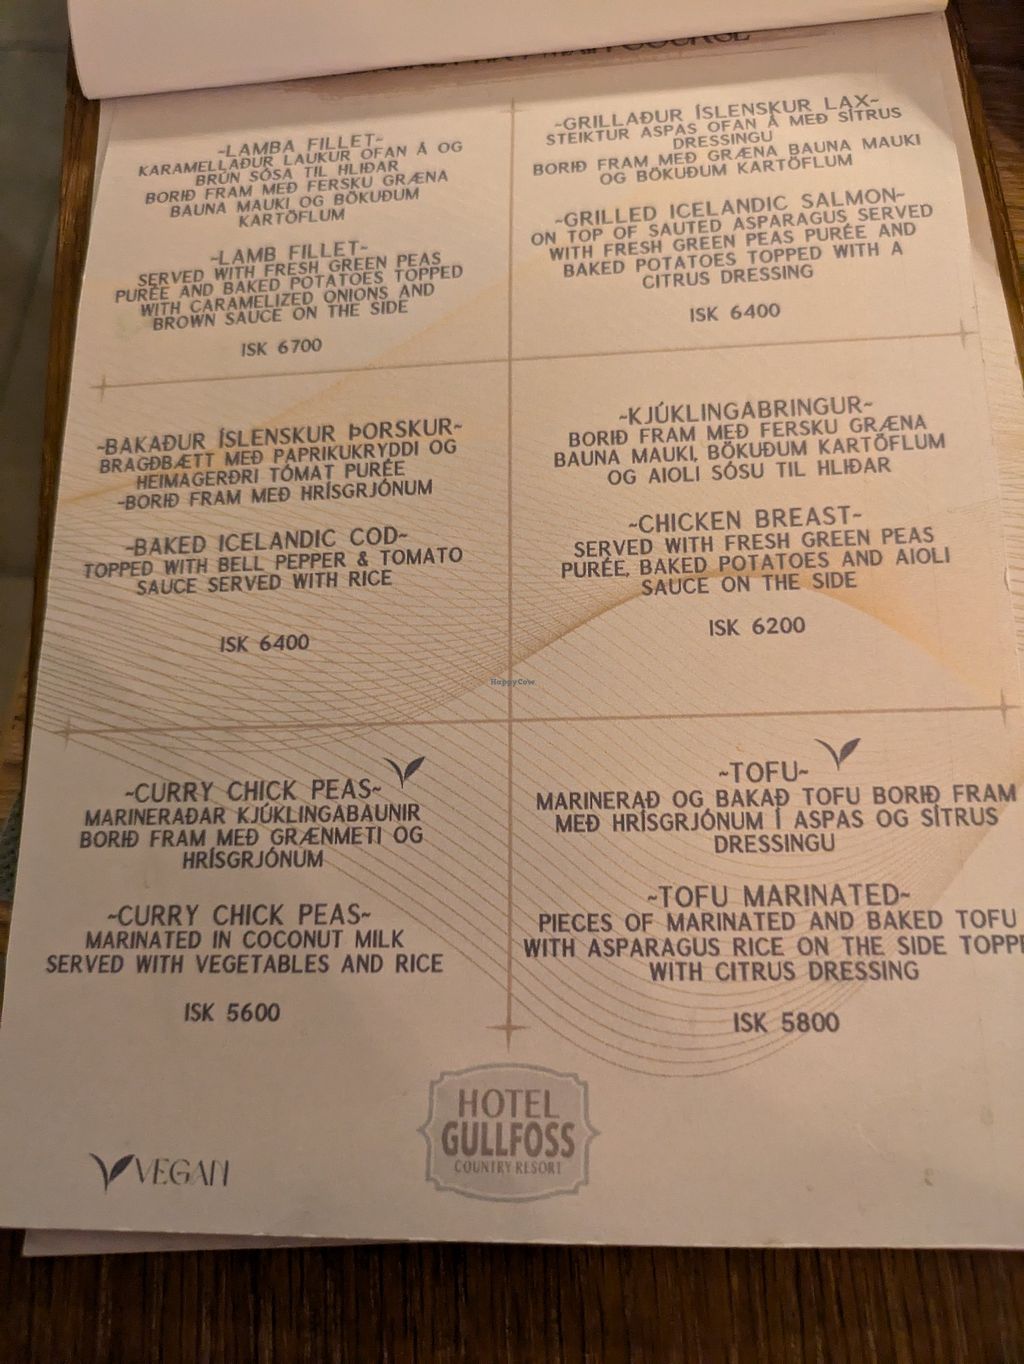 MAIN COURSE
~LAMBA FILLET~
KARAMELLAÐUR LAUKUR OFAN Á OG
BRÚN SÓSA TIL HLIÐAR
BORIÐ FRAM MEÐ FERSKU GRÆNA
BAUNA MAUKI OG BÖKUÐUM
KARTÖFLUM
~LAMB FILLET~
SERVED WITH FRESH GREEN PEAS
PURÉE AND BAKED POTATOES TOPPED
WITH CARAMELIZED ONIONS AND
BROWN SAUCE ON THE SIDE
ISK 6700
~GRILLAÐUR ÍSLENSKUR LAX~
STEIKTUR ASPAS OFAN Á MEÐ SÍTRUS
DRESSINGU
BORIÐ FRAM MEÐ GRÆNA BAUNA MAUKI
OG BÖKUÐUM KARTÖFLUM
~GRILLED ICELANDIC SALMON~
ON TOP OF SAUTED ASPARAGUS SERVED
WITH FRESH GREEN PEAS PURÉE AND
BAKED POTATOES TOPPED WITH A
CITRUS DRESSING
ISK 6400
~BAKAÐUR ÍSLENSKUR ÞORSKUR~
BRAGÐBÆTT MEÐ PAPRIKUKRYDDI OG
HEIMAGERÐRI TÓMAT PURÉE
~BORIÐ FRAM MEÐ HRÍSGRJÓNUM
~BAKED ICELANDIC COD~
TOPPED WITH BELL PEPPER & TOMATO
SAUCE SERVED WITH RICE
ISK 6400
~KJÚKLINGABRINGUR~
BORIÐ FRAM MEÐ FERSKU GRÆNA
BAUNA MAUKI, BÖKUÐUM KARTÖFLUM
OG AIOLI SÓSU TIL HLIÐAR
~CHICKEN BREAST~
SERVED WITH FRESH GREEN PEAS
PURÉE, BAKED POTATOES AND AIOLI
SAUCE ON THE SIDE
ISK 6200
HappyCow
~CURRY CHICK PEAS~
MARINERAÐAR KJÚKLINGABAUNIR
BORIÐ FRAM MEÐ GRÆNMETI OG
HRÍSGRJÓNUM
~CURRY CHICK PEAS~
MARINATED IN COCONUT MILK
SERVED WITH VEGETABLES AND RICE
ISK 5600
~TOFU~
MARINERAÐ OG BAKAÐ TOFU BORIÐ FRAM
MEÐ HRÍSGRJÓNUM Í ASPAS OG SÍTRUS
DRESSINGU
~TOFU MARINATED~
PIECES OF MARINATED AND BAKED TOFU
WITH ASPARAGUS RICE ON THE SIDE TOPPE
WITH CITRUS DRESSING
ISK 5800
HOTEL
GULLFOSS
COUNTRY RESORT
VEGAN